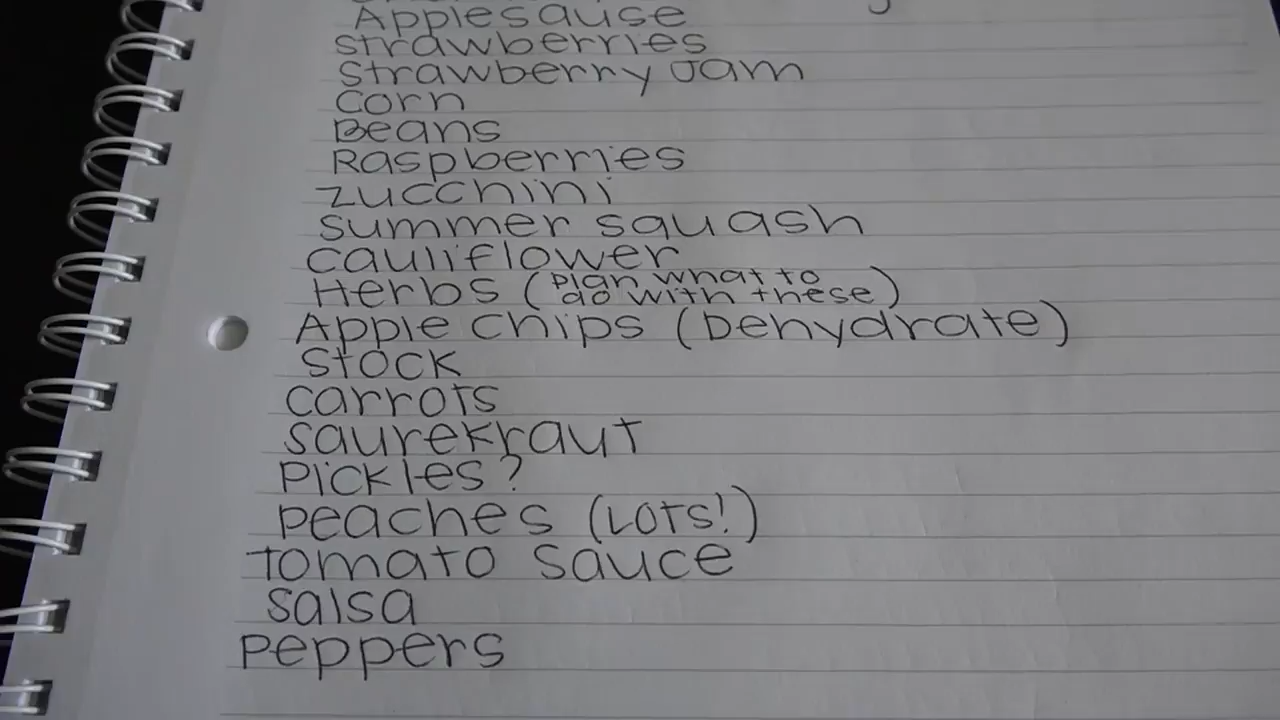 Applesause
strawberries
strawberry Jam
corn
Beans
Raspberries
zucchini
summer squash
cauliflower
Herbs (Plan what to
do with these)
Apple chips (Dehydrate)
stock
carrots
saurekraut
Pickles?
peaches (LOTS!)
tomato sauce
salsa
peppers